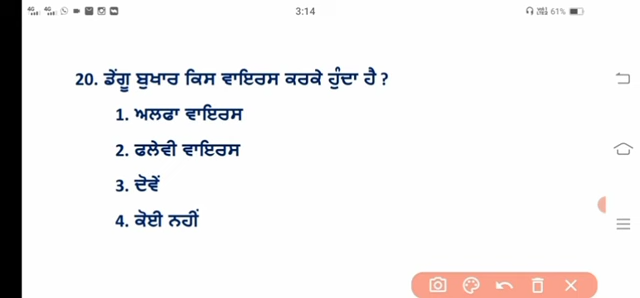 3:14
61%
20. ਡੇਂਗੂ ਬੁਖਾਰ ਕਿਸ ਵਾਇਰਸ ਕਰਕੇ ਹੁੰਦਾ ਹੈ ?
1. ਅਲਫਾ ਵਾਇਰਸ
2. ਫਲੇਵੀ ਵਾਇਰਸ
3. ਦੋਵੇਂ
4. ਕੋਈ ਨਹੀਂ